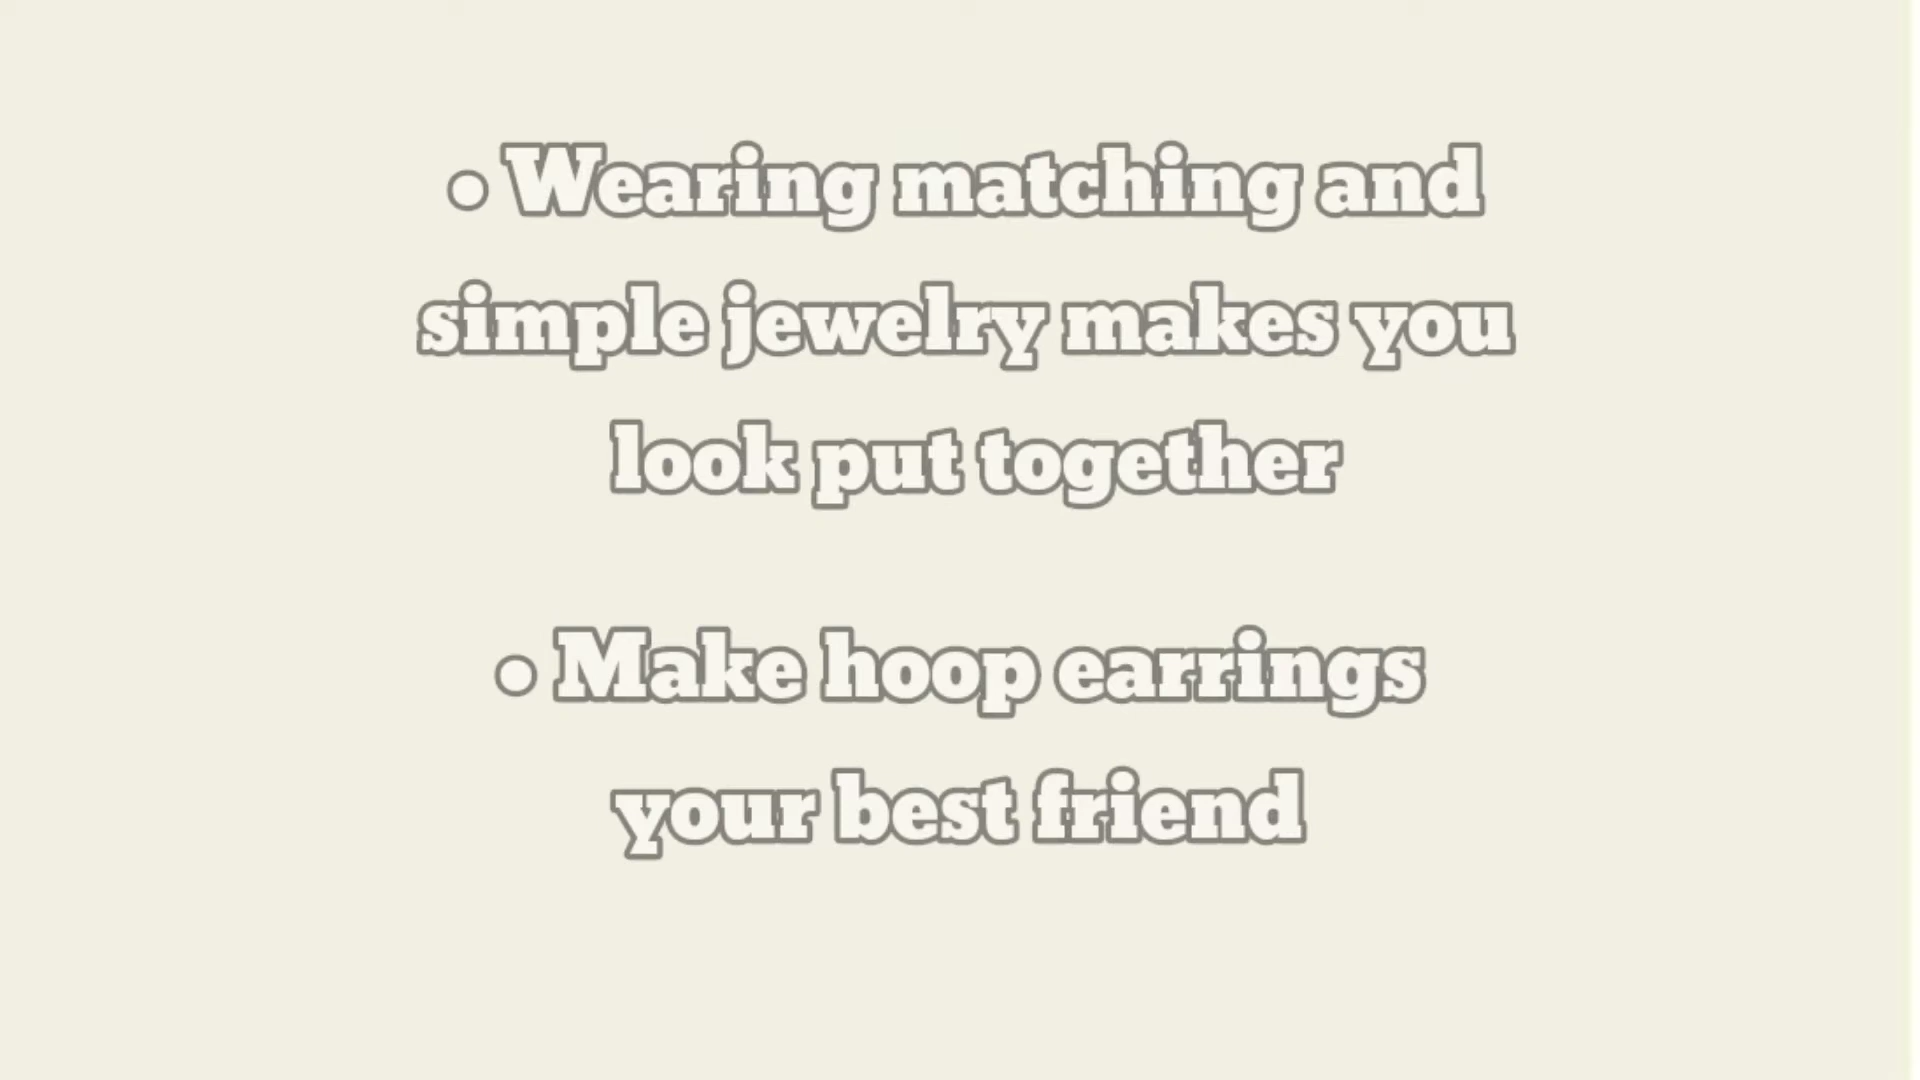 • Wearing matching and
simple jewelry makes you
look put together
• Make hoop earrings
your best friend